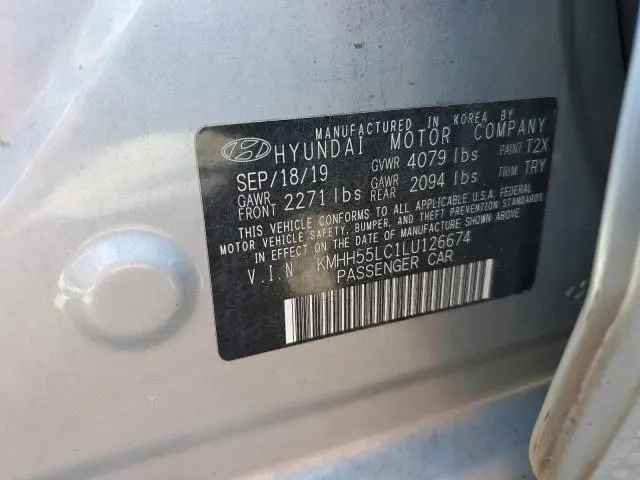 MANUFACTURED IN KOREA BY
HYUNDAI MOTOR COMPANY
SEP/18/19 GVWR 4079 lbs PAINT T2X
GAWR FRONT 2271 lbs GAWR REAR 2094 lbs TRIM TRY
THIS VEHICLE CONFORMS TO ALL APPLICABLE U.S.A. FEDERAL
MOTOR VEHICLE SAFETY, BUMPER, AND THEFT PREVENTION
STANDARDS IN EFFECT ON THE DATE OF MANUFACTURE SHOWN ABOVE
V.I.N KMHH55LC1LU126674
PASSENGER CAR